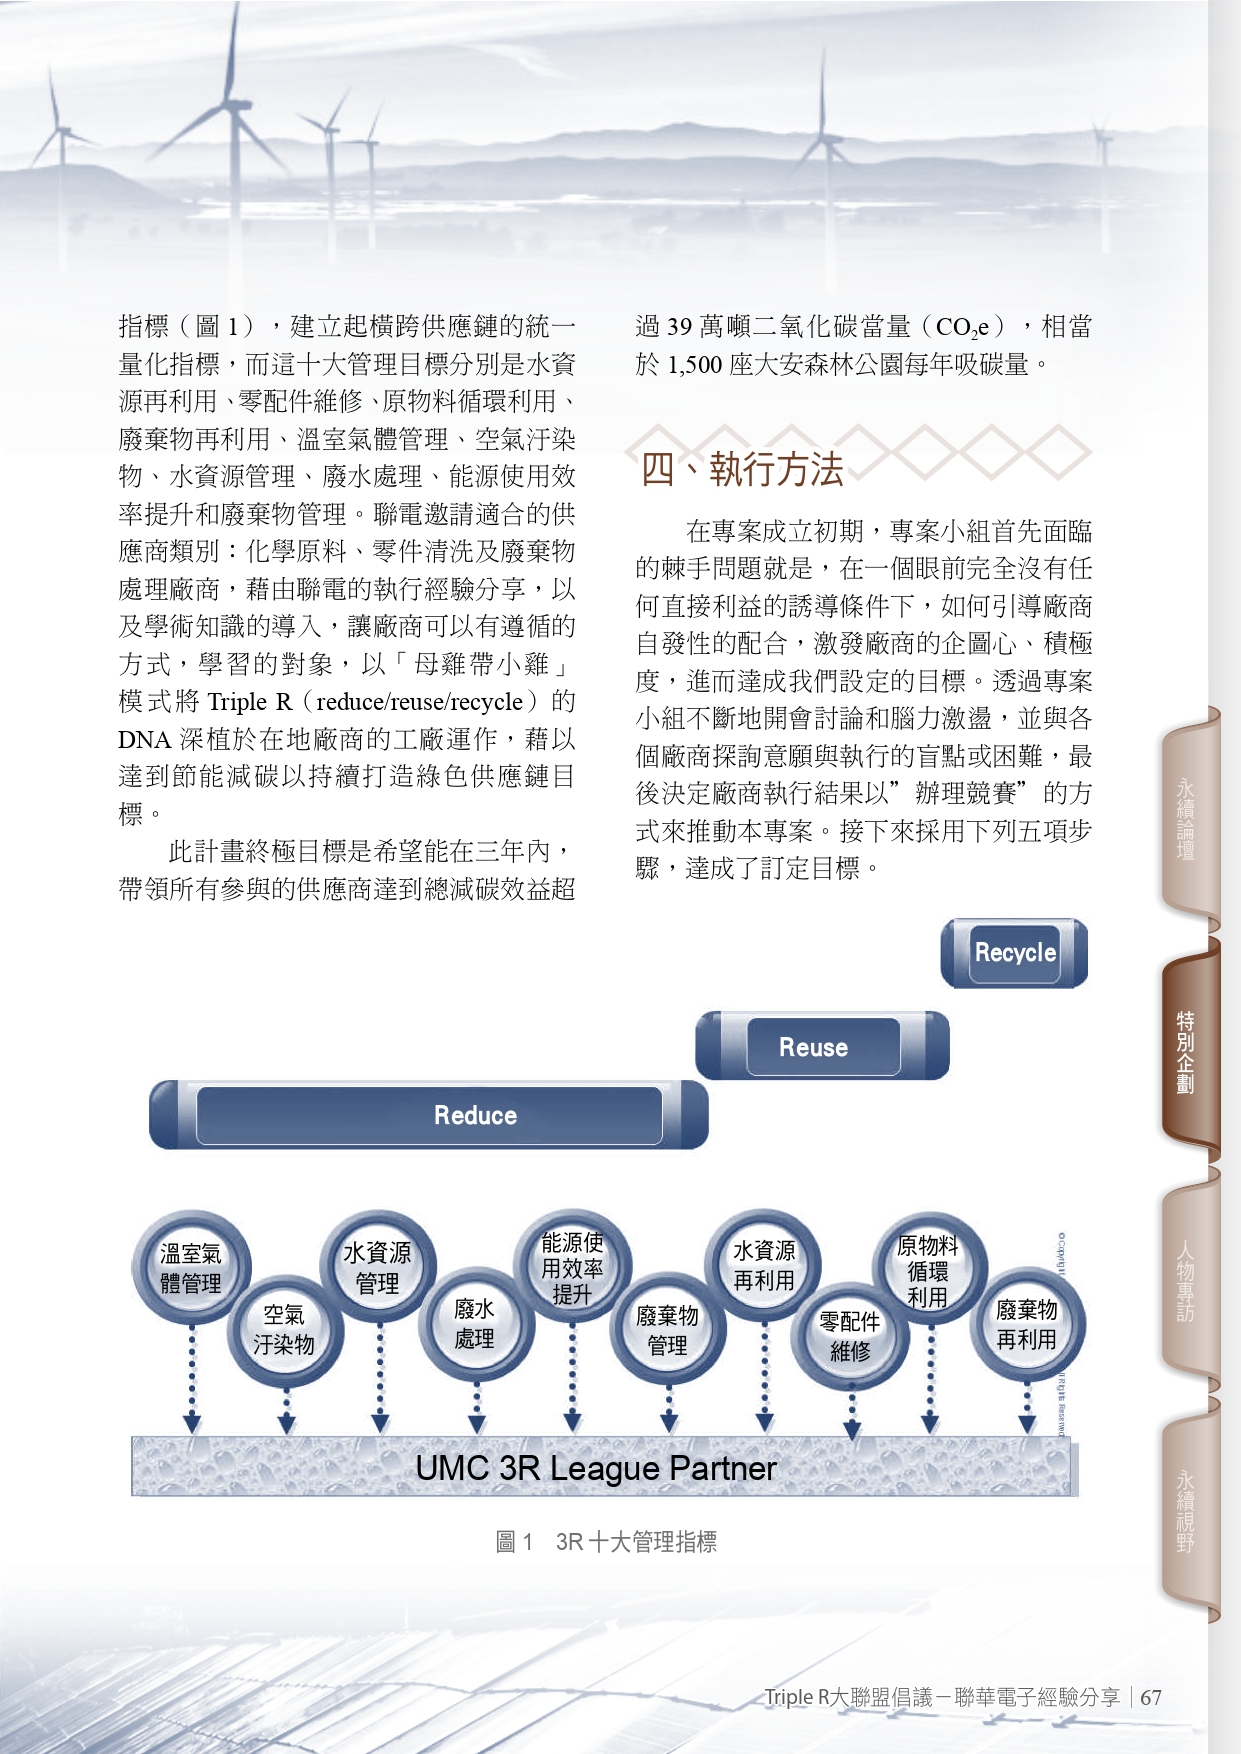 指標（圖 1），建立起橫跨供應鏈的統一
量化指標，而這十大管理目標分別是水資
源再利用、零配件維修、原物料循環利用、
廢棄物再利用、溫室氣體管理、空氣汙染
物、水資源管理、廢水處理、能源使用效
率提升和廢棄物管理。聯電邀請適合的供
應商類別：化學原料、零件清洗及廢棄物
處理廠商，藉由聯電的執行經驗分享，以
及學術知識的導入，讓廠商可以有遵循的
方式，學習的對象，以「母雞帶小雞」
模式將 Triple R（reduce/reuse/recycle）的
DNA 深植於在地廠商的工廠運作，藉以
達到節能減碳以持續打造綠色供應鏈目
標。
此計畫終極目標是希望能在三年內，
帶領所有參與的供應商達到總減碳效益超
過 39 萬噸二氧化碳當量（CO₂e），相當
於 1,500 座大安森林公園每年吸碳量。
四、執行方法
在專案成立初期，專案小組首先面臨
的棘手問題就是，在一個眼前完全沒有任
何直接利益的誘導條件下，如何引導廠商
自發性的配合，激發廠商的企圖心、積極
度，進而達成我們設定的目標。透過專案
小組不斷地開會討論和腦力激盪，並與各
個廠商探詢意願與執行的盲點或困難，最
後決定廠商執行結果以”辦理競賽”的方
式來推動本專案。接下來採用下列五項步
驟，達成了訂定目標。
Recycle
Reuse
Reduce
溫室氣
體管理
空氣
汙染物
水資源
管理
廢水
處理
能源使
用效率
提升
廢棄物
管理
水資源
再利用
零配件
維修
原物料
循環
利用
廢棄物
再利用
©Copyright
ll Rights Reserved
UMC 3R League Partner
圖 1　3R 十大管理指標
永續論壇
特別企劃
人物專訪
永續視野
Triple R大聯盟倡議－聯華電子經驗分享 | 67